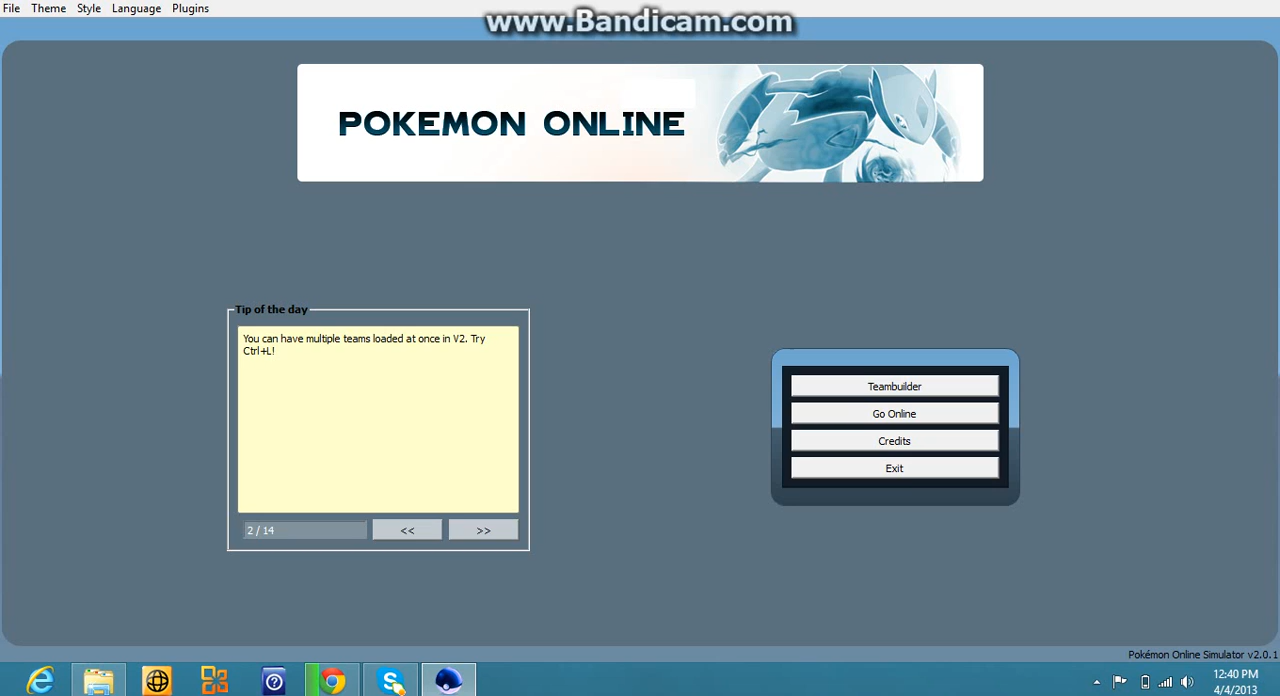 www.Bandicam.com
File Theme Style Language Plugins
POKEMON ONLINE
Tip of the day
You can have multiple teams loaded at once in V2. Try
Ctrl+L!
2 / 14 << >>
Teambuilder
Go Online
Credits
Exit
Pokémon Online Simulator v2.0.1
12:40 PM
4/4/2013